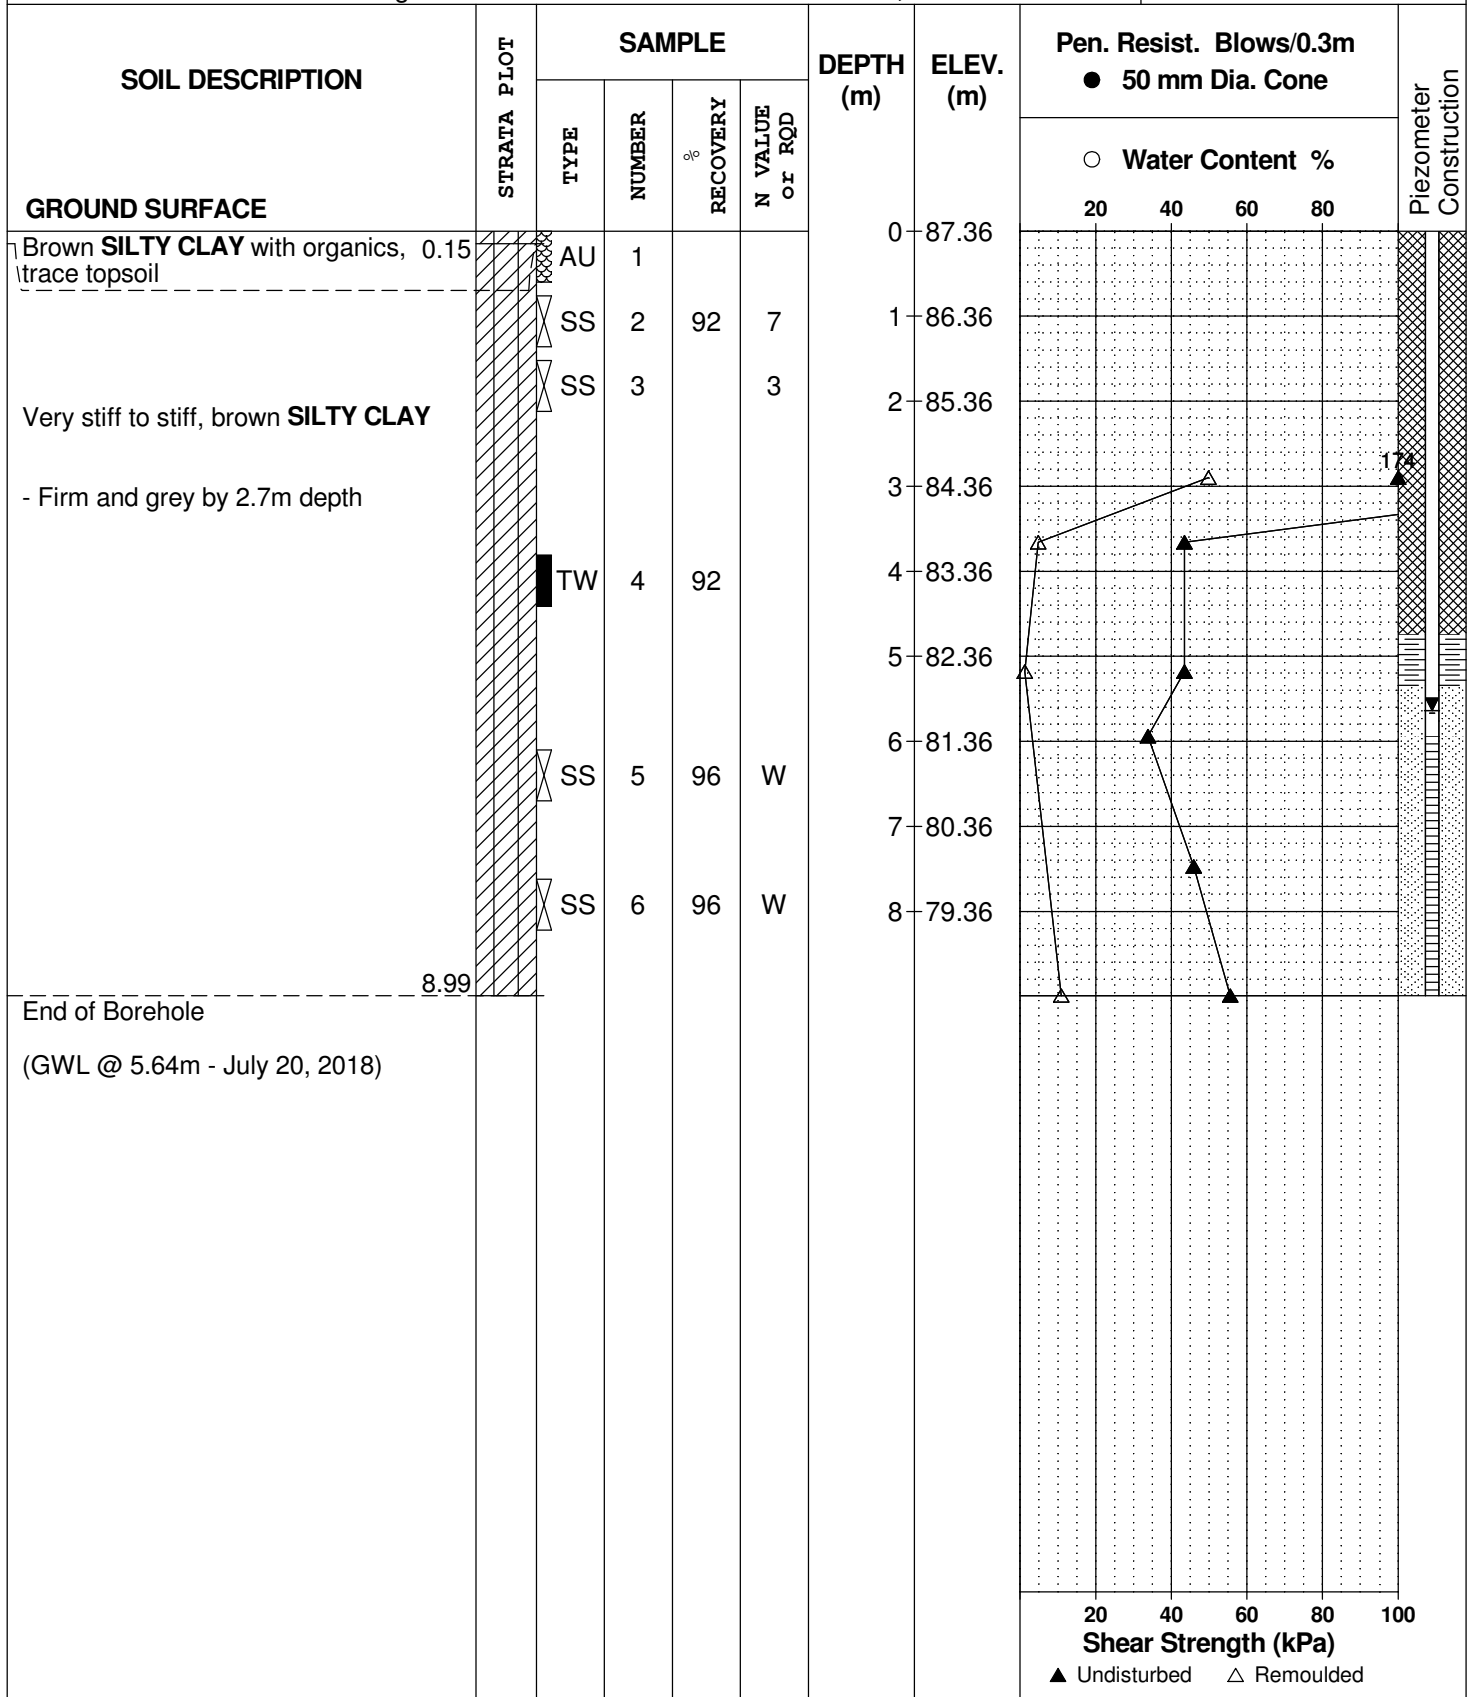 SOIL DESCRIPTION
GROUND SURFACE
STRATA PLOT
SAMPLE
TYPE
NUMBER
% RECOVERY
N VALUE or RQD
DEPTH (m)
ELEV. (m)
Pen. Resist. Blows/0.3m
● 50 mm Dia. Cone
○ Water Content %
20 40 60 80
Piezometer Construction
Brown SILTY CLAY with organics, 0.15
trace topsoil
AU 1
0 87.36
SS 2 92 7
1 86.36
SS 3 3
2 85.36
Very stiff to stiff, brown SILTY CLAY
174
- Firm and grey by 2.7m depth
3 84.36
TW 4 92
4 83.36
5 82.36
6 81.36
SS 5 96 W
7 80.36
SS 6 96 W
8 79.36
8.99
End of Borehole
(GWL @ 5.64m - July 20, 2018)
20 40 60 80 100
Shear Strength (kPa)
▲ Undisturbed △ Remoulded